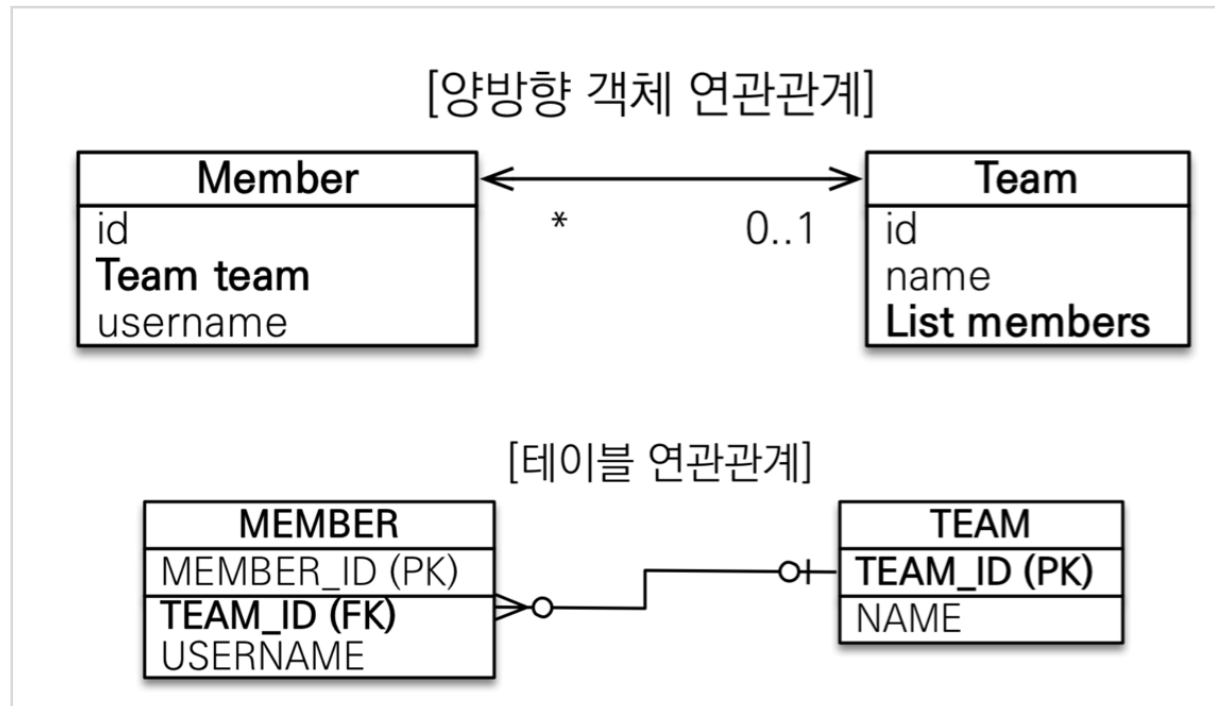 [양방향 객체 연관관계]
Member
id
Team team
username
*
0..1
Team
id
name
List members
[테이블 연관관계]
MEMBER
MEMBER_ID (PK)
TEAM_ID (FK)
USERNAME
TEAM
TEAM_ID (PK)
NAME